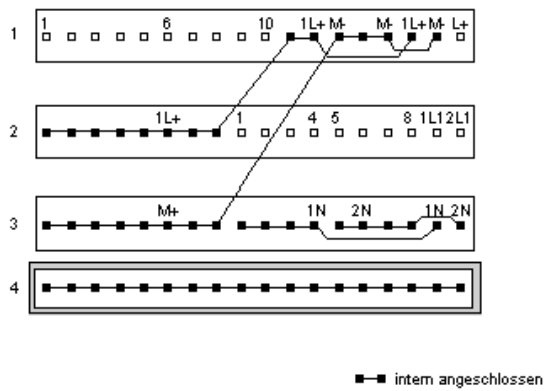 1 1 6 10 1L+ M- M- 1L+ M- L+
2 1L+ 1 4 5 8 1L1 2L1
3 M+ 1N 2N 1N 2N
4
intern angeschlossen